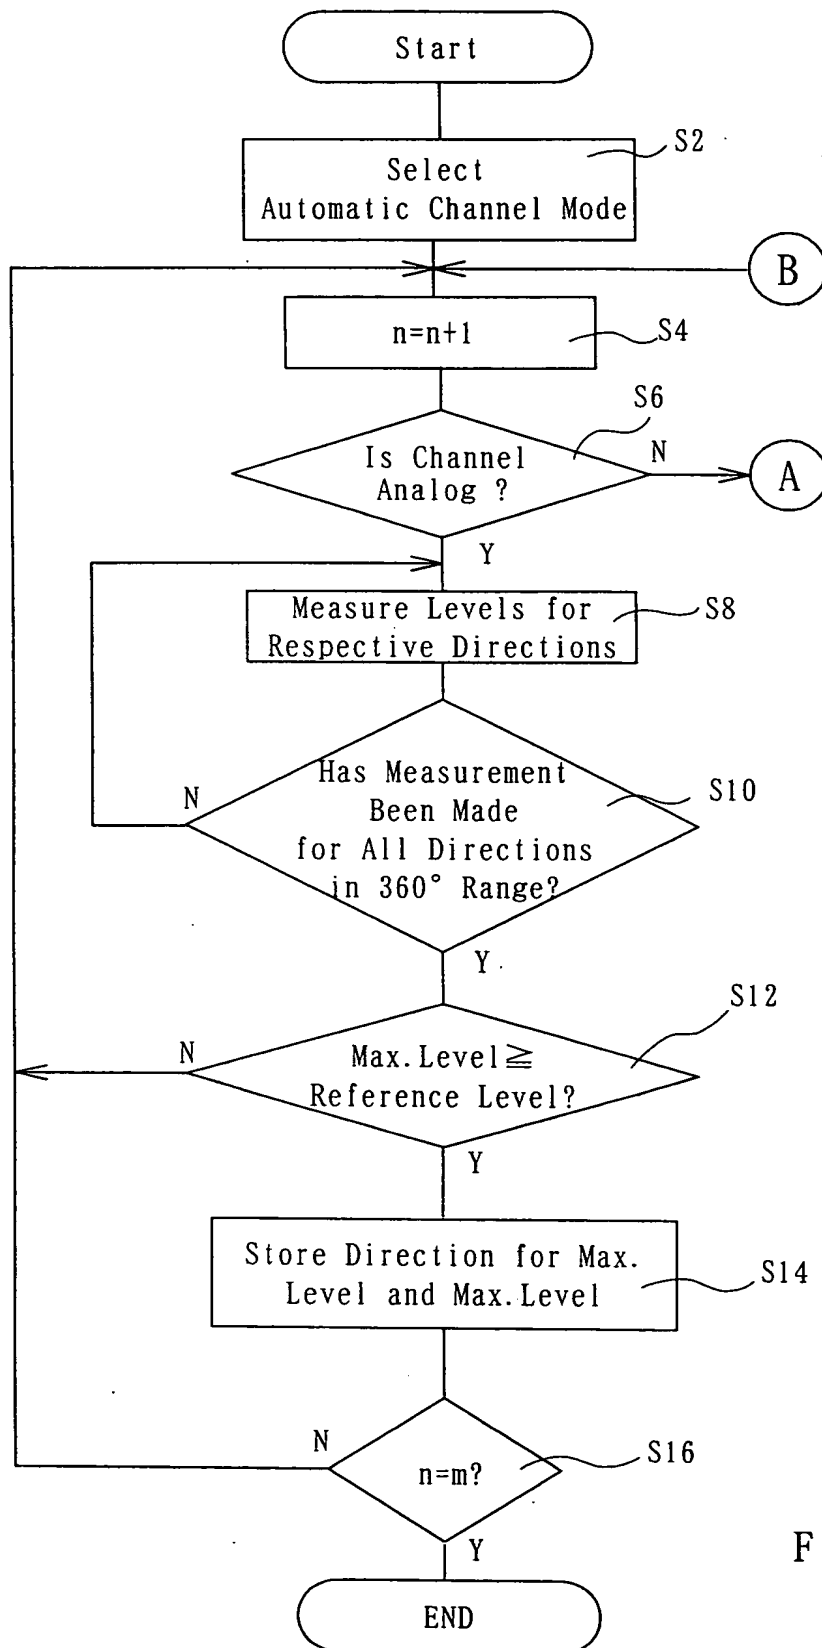 Start
S2
Select
Automatic Channel Mode
B
n=n+1
S4
S6
Is Channel
Analog ?
N
A
Y
Measure Levels for
Respective Directions
S8
Has Measurement
Been Made
for All Directions
in 360° Range?
N
S10
Y
S12
N
Max.Level≧
Reference Level?
Y
Store Direction for Max.
Level and Max.Level
S14
N
n=m?
S16
Y
F
END